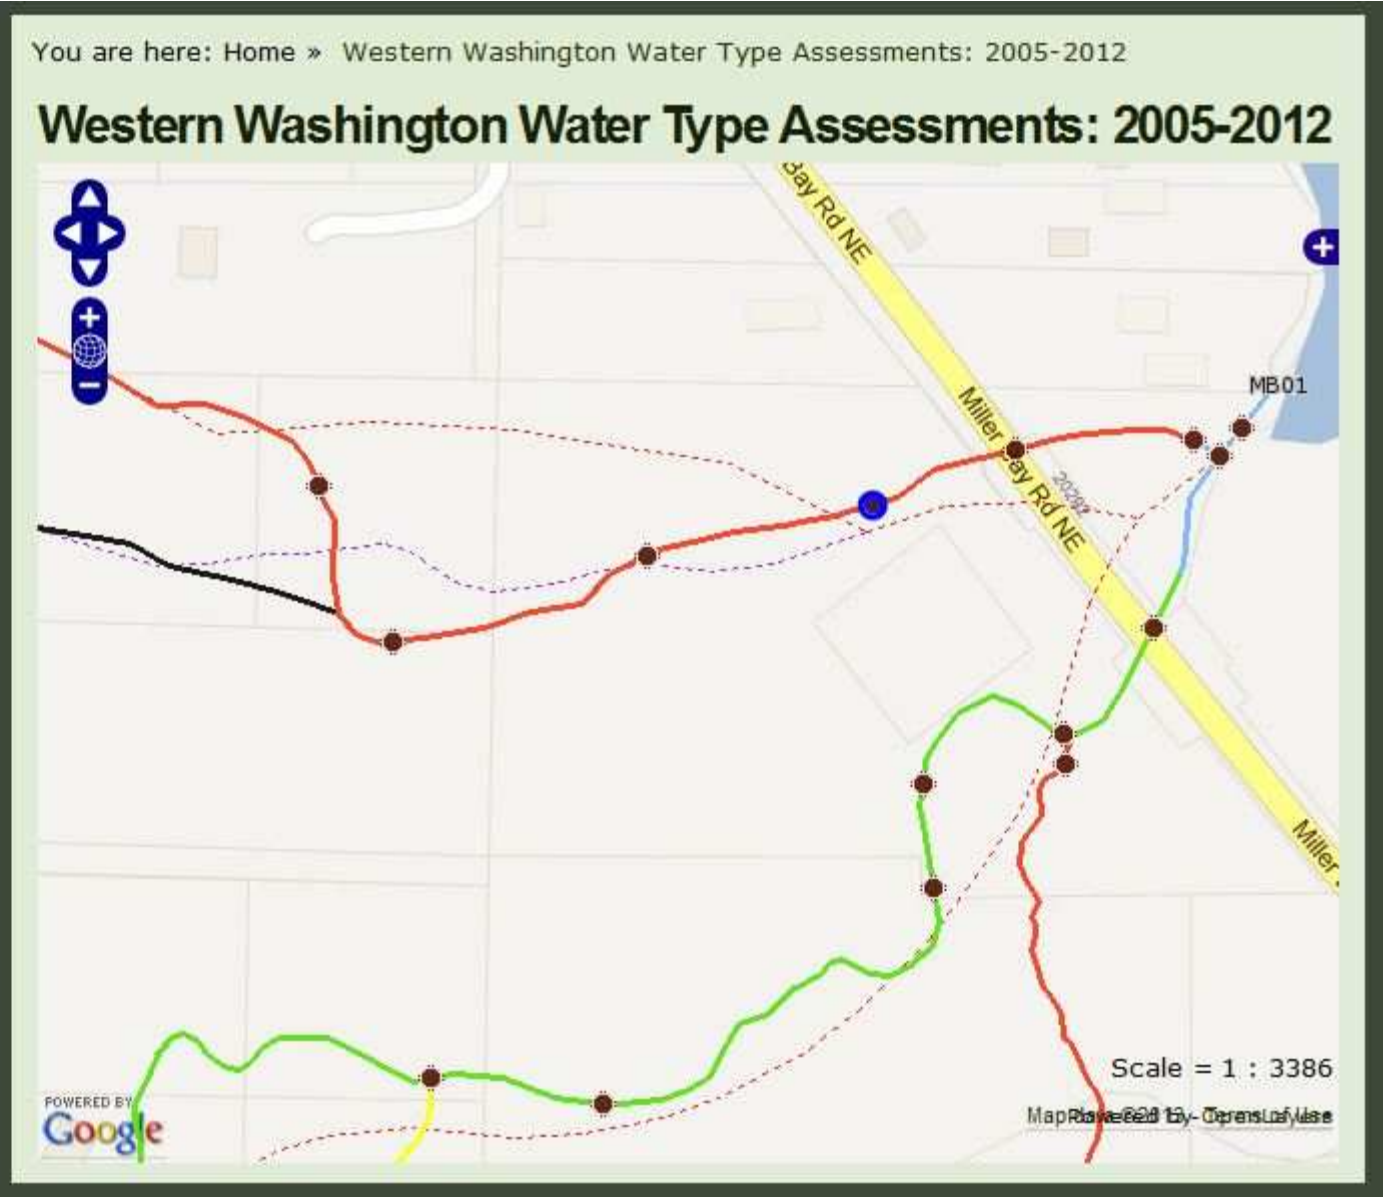 You are here: Home » Western Washington Water Type Assessments: 2005-2012
Western Washington Water Type Assessments: 2005-2012
Bay Rd NE
MB01
Miller Bay Rd NE
Miller
Scale = 1 : 3386
POWERED BY
Google